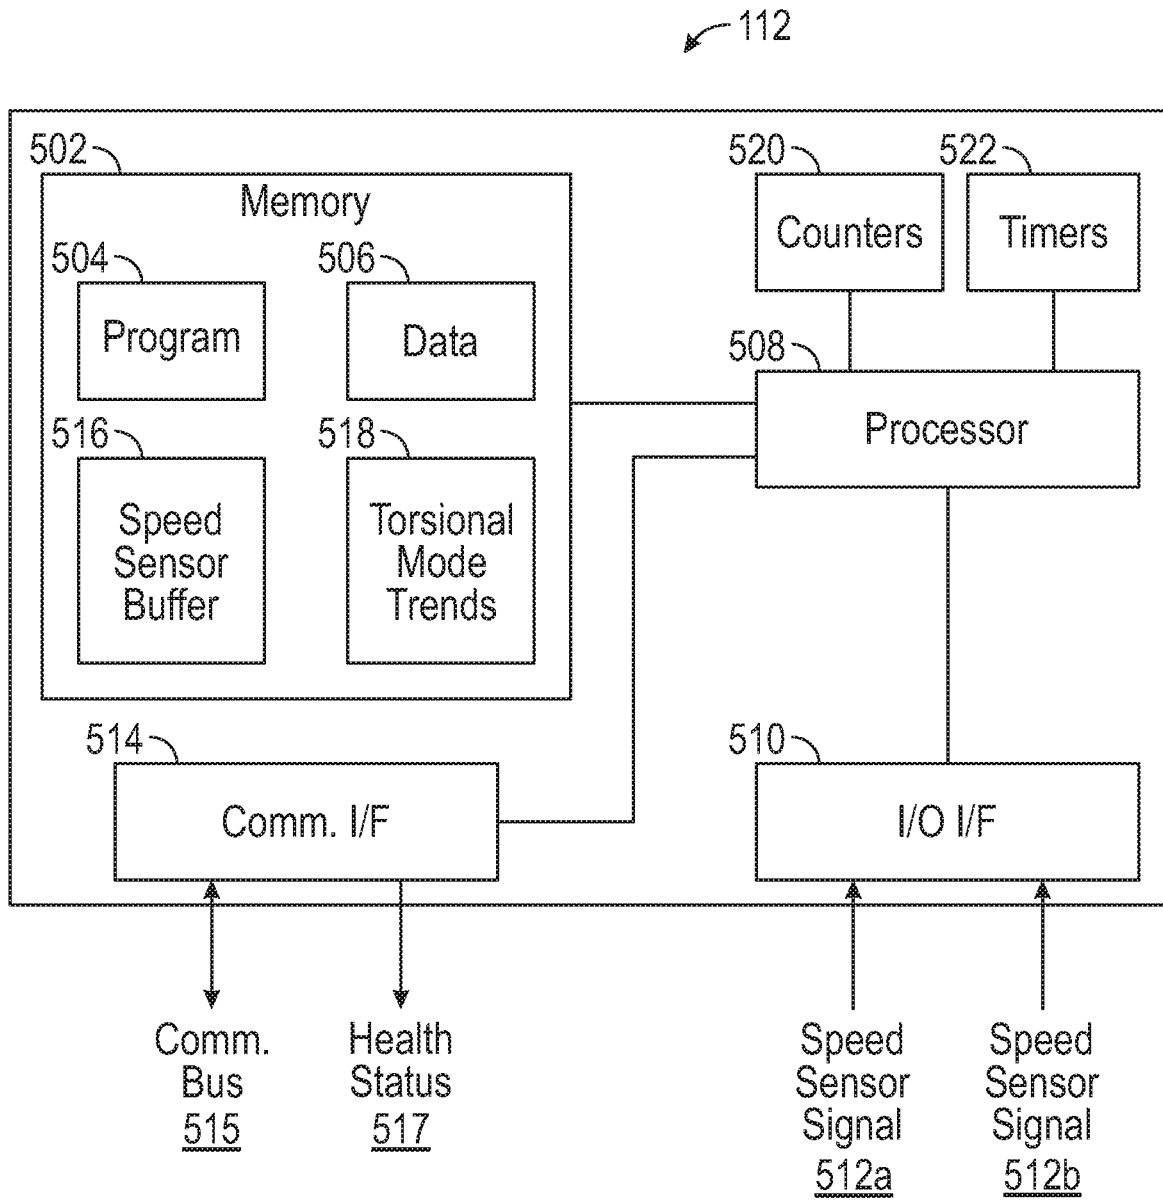 112
502
Memory
504
Program
506
Data
516
Speed
Sensor
Buffer
518
Torsional
Mode
Trends
520
Counters
522
Timers
508
Processor
514
Comm. I/F
510
I/O I/F
Comm.
Bus
515
Health
Status
517
Speed
Sensor
Signal
512a
Speed
Sensor
Signal
512b